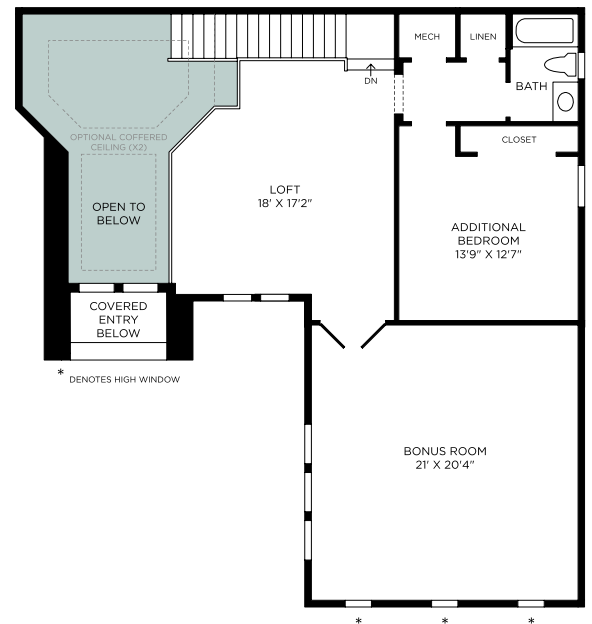 MECH
LINEN
BATH
DN
CLOSET
OPTIONAL COFFERED
CEILING (X2)
OPEN TO
BELOW
LOFT
18' X 17'2"
ADDITIONAL
BEDROOM
13'9" X 12'7"
COVERED
ENTRY
BELOW
* DENOTES HIGH WINDOW
BONUS ROOM
21' X 20'4"
* * *